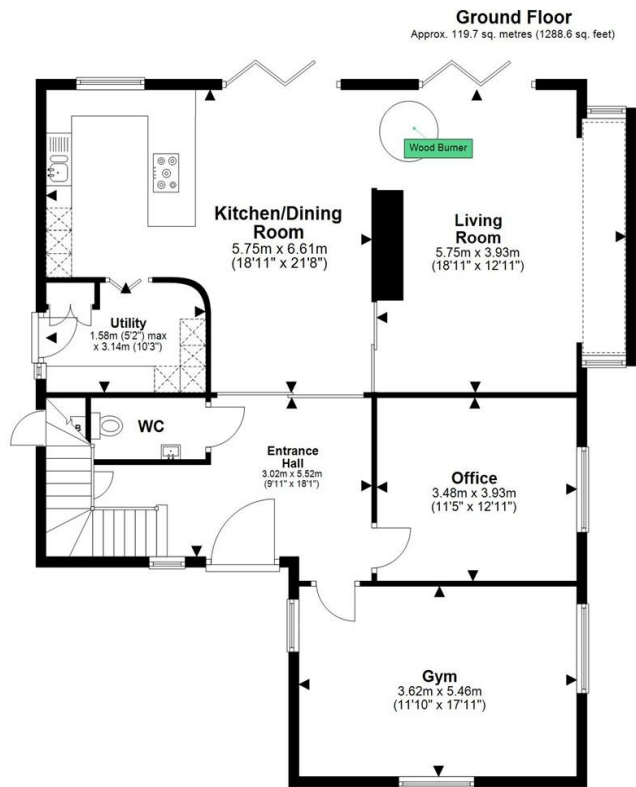 Ground Floor
Approx. 119.7 sq. metres (1288.6 sq. feet)
Wood Burner
Kitchen/Dining
Room
5.75m x 6.61m
(18'11" x 21'8")
Living
Room
5.75m x 3.93m
(18'11" x 12'11")
Utility
1.58m (5'2") max
x 3.14m (10'3")
B
WC
Entrance
Hall
3.02m x 5.52m
(9'11" x 18'1")
Office
3.48m x 3.93m
(11'5" x 12'11")
Gym
3.62m x 5.46m
(11'10" x 17'11")